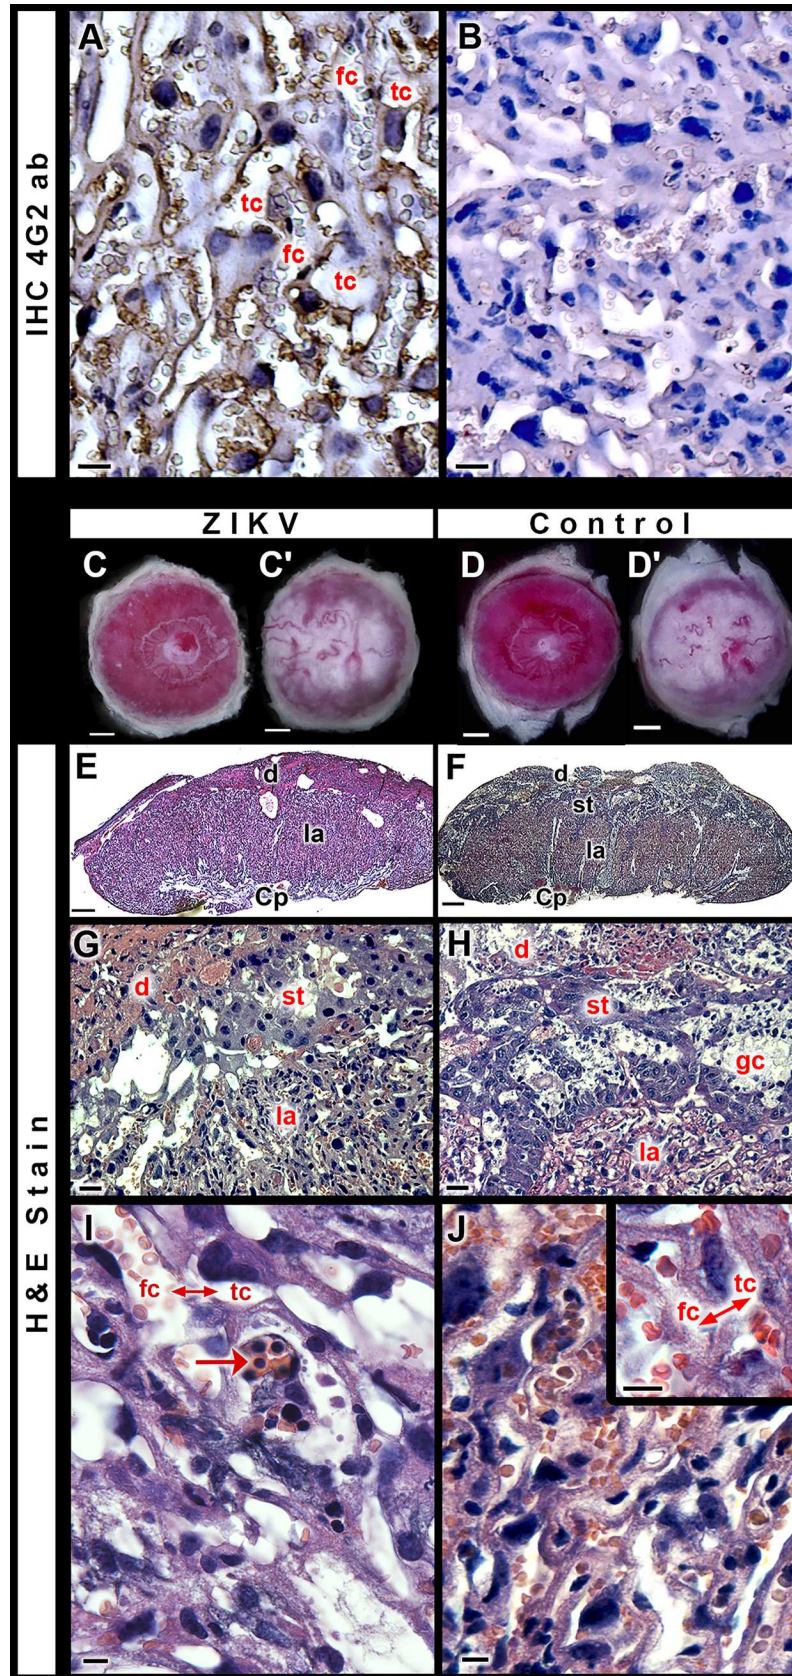 IHC 4G2 ab
A
fc
tc
tc
fc
tc
B
ZIKV
Control
C
C'
D
D'
H&E Stain
E
d
la
Cp
F
d
st
la
Cp
G
d
st
la
H
d
st
gc
la
I
fc
tc
J
tc
fc